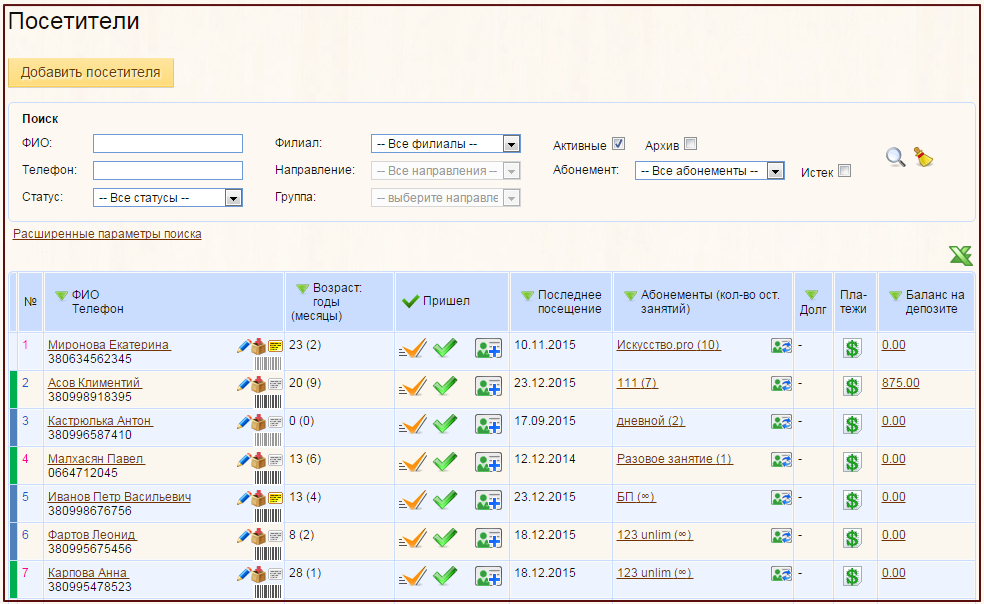 Посетители
Добавить посетителя
Поиск
ФИО: Филиал: -- Все филиалы -- Активные Архив
Телефон: Направление: -- Все направления -- Абонемент: -- Все абонементы -- Истек
Статус: -- Все статусы -- Группа: -- выберите направле
Расширенные параметры поиска
№ ФИО Телефон Возраст: годы (месяцы) Пришел Последнее посещение Абонементы (кол-во ост. занятий) Долг Пла-тежи Баланс на депозите
1 Миронова Екатерина 23 (2) 10.11.2015 Искусство.pro (10) - $ 0.00
380634562345
2 Асов Климентий 20 (9) 23.12.2015 111 (7) - $ 875.00
380998918395
3 Кастрюлька Антон 0 (0) 17.09.2015 дневной (2) - $ 0.00
380996587410
4 Малхасян Павел 13 (6) 12.12.2014 Разовое занятие (1) - $ 0.00
0664712045
5 Иванов Петр Васильевич 13 (4) 23.12.2015 БП (∞) - $ 0.00
380998676756
6 Фартов Леонид 8 (2) 18.12.2015 123 unlim (∞) - $ 0.00
380995675456
7 Карпова Анна 28 (1) 18.12.2015 123 unlim (∞) - $ 0.00
380995478523